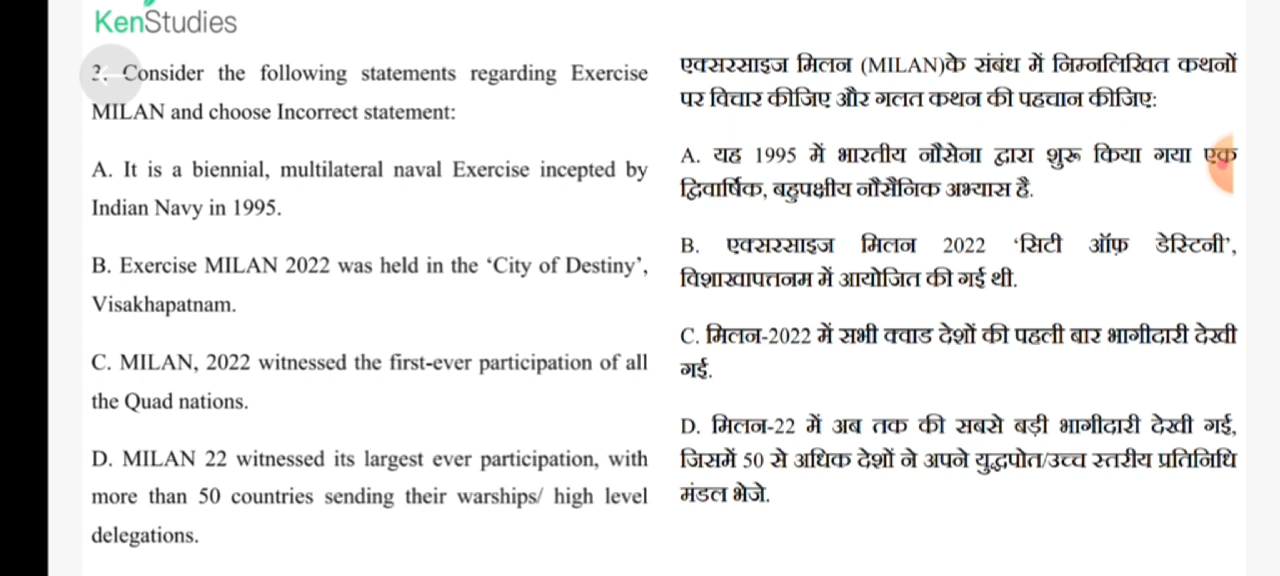 KenStudies
2. Consider the following statements regarding Exercise
MILAN and choose Incorrect statement:
A. It is a biennial, multilateral naval Exercise incepted by
Indian Navy in 1995.
B. Exercise MILAN 2022 was held in the ‘City of Destiny’,
Visakhapatnam.
C. MILAN, 2022 witnessed the first-ever participation of all
the Quad nations.
D. MILAN 22 witnessed its largest ever participation, with
more than 50 countries sending their warships/ high level
delegations.
एक्सरसाइज मिलन (MILAN)के संबंध में निम्नलिखित कथनों
पर विचार कीजिए और गलत कथन की पहचान कीजिए:
A. यह 1995 में भारतीय नौसेना द्वारा शुरू किया गया एक
द्विवार्षिक, बहुपक्षीय नौसैनिक अभ्यास है.
B. एक्सरसाइज मिलन 2022 ‘सिटी ऑफ़ डेस्टिनी’,
विशाखापत्तनम में आयोजित की गई थी.
C. मिलन-2022 में सभी क्वाड देशों की पहली बार भागीदारी देखी
गई.
D. मिलन-22 में अब तक की सबसे बड़ी भागीदारी देखी गई,
जिसमें 50 से अधिक देशों ने अपने युद्धपोत/उच्च स्तरीय प्रतिनिधि
मंडल भेजे.